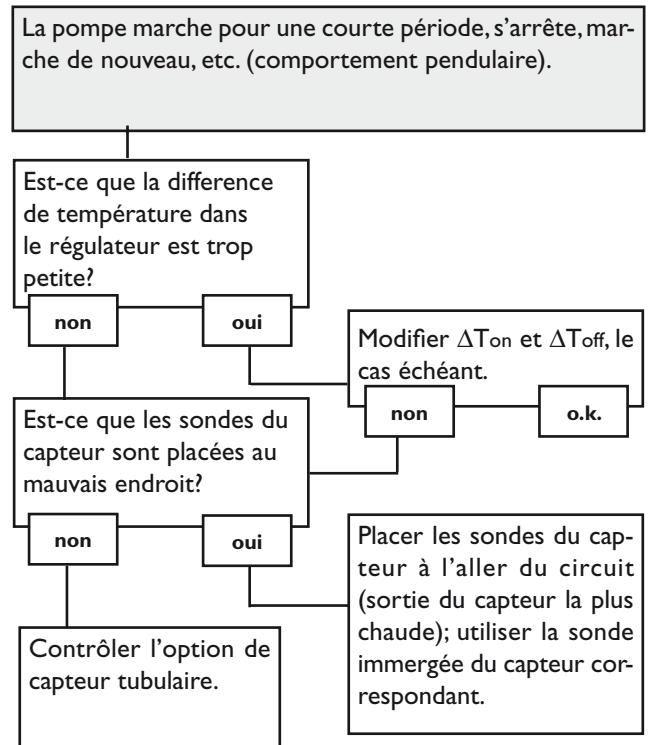 La pompe marche pour une courte période, s'arrête, mar-
che de nouveau, etc. (comportement pendulaire).
Est-ce que la difference
de température dans
le régulateur est trop
petite?
non
oui
Modifier ΔTon et ΔToff, le
cas échéant.
non
o.k.
Est-ce que les sondes du
capteur sont placées au
mauvais endroit?
non
oui
Placer les sondes du cap-
teur à l'aller du circuit
(sortie du capteur la plus
chaude); utiliser la sonde
immergée du capteur cor-
respondant.
Contrôler l'option de
capteur tubulaire.